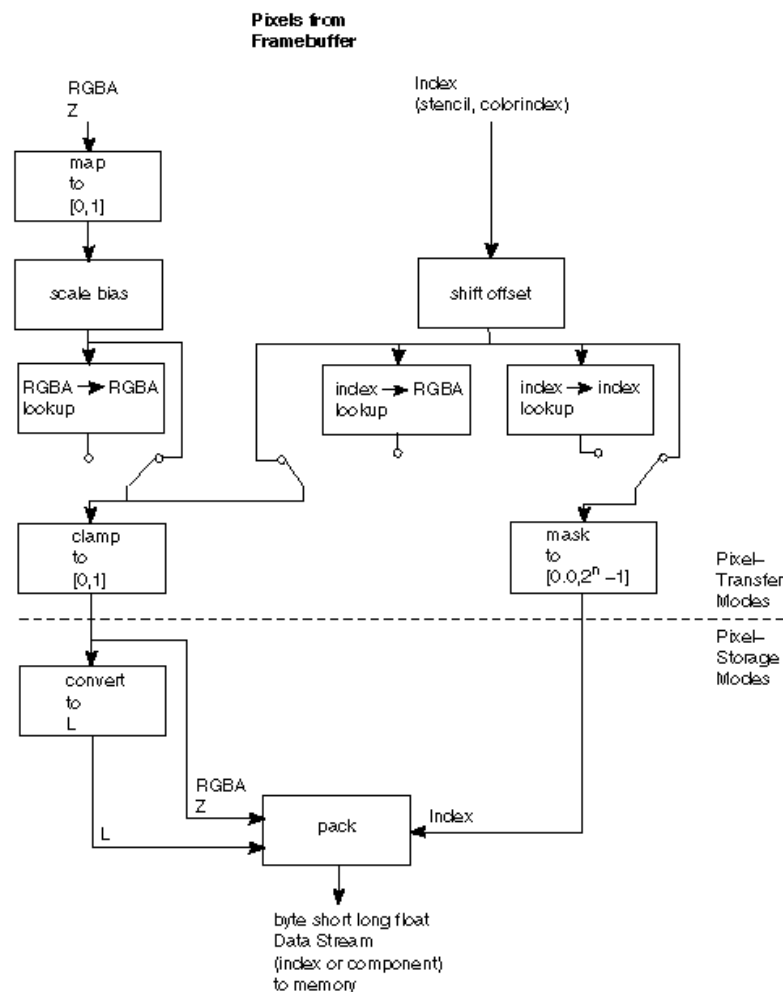 Pixels from
Framebuffer
RGBA
Z
Index
(stencil, colorindex)
map
to
[0,1]
scale bias
shift offset
RGBA RGBA
lookup
index RGBA
lookup
index index
lookup
clamp
to
[0,1]
mask
to
[0.0,2ⁿ –1]
Pixel–
Transfer
Modes
Pixel–
Storage
Modes
convert
to
L
RGBA
Z
L
pack
Index
byte short long float
Data Stream
(index or component)
to memory